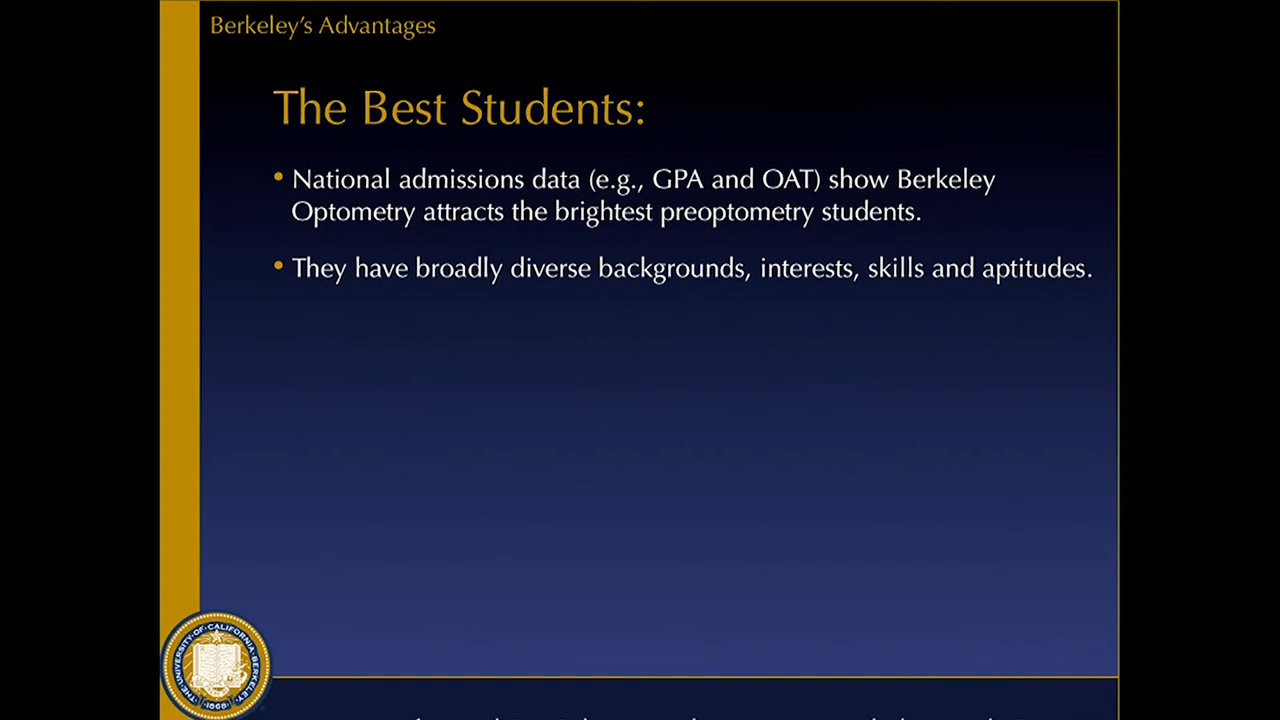 Berkeley’s Advantages
The Best Students:
• National admissions data (e.g., GPA and OAT) show Berkeley
Optometry attracts the brightest preoptometry students.
• They have broadly diverse backgrounds, interests, skills and aptitudes.
·THE·UNIVERSITY·OF·CALIFORNIA·BERKELEY·
·1868·